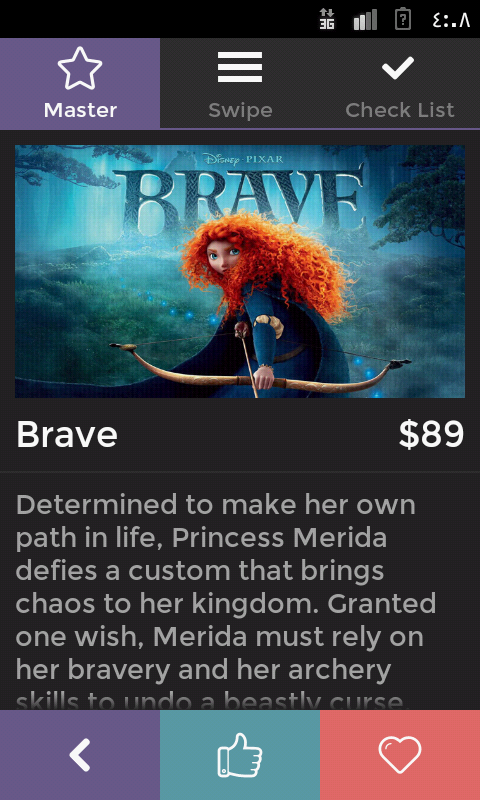 3G ٤:٠٨
Master Swipe Check List
Disney · PIXAR
BRAVE
Brave $89
Determined to make her own
path in life, Princess Merida
defies a custom that brings
chaos to her kingdom. Granted
one wish, Merida must rely on
her bravery and her archery
skills to undo a beastly curse.